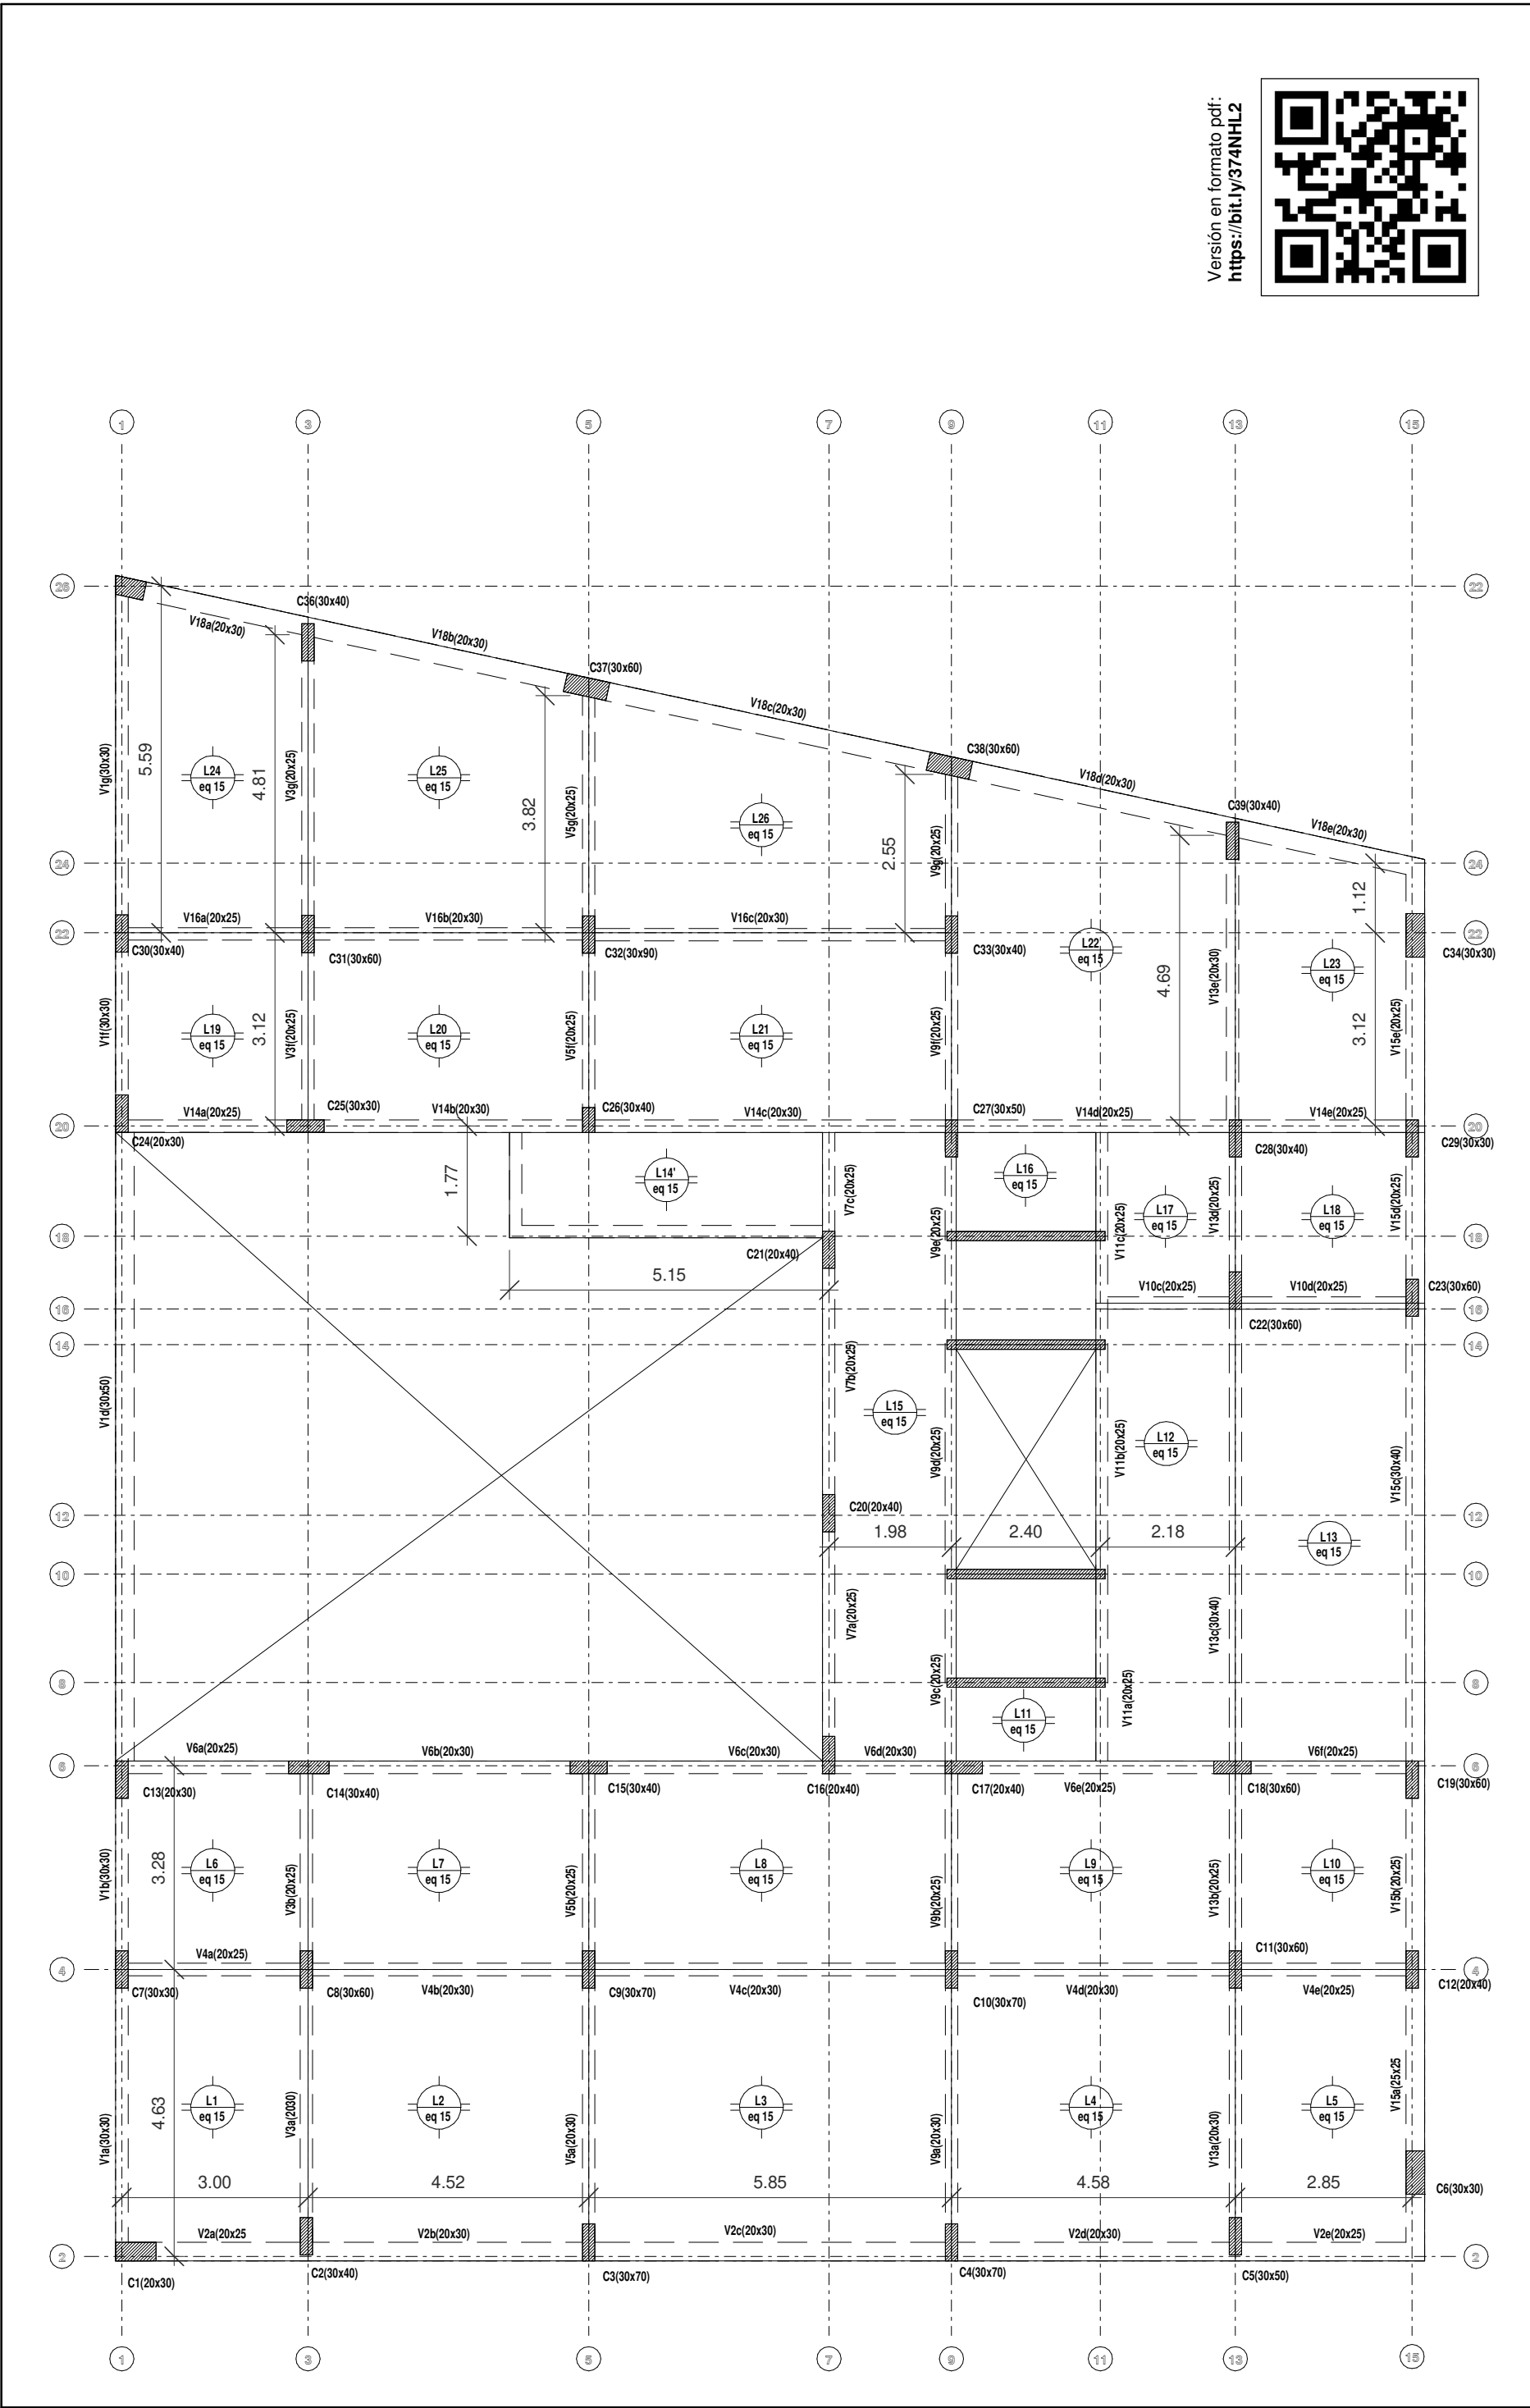 Versión en formato pdf:
https://bit.ly/374NHL2
1
3
5
7
9
11
13
15
26
22
C36(30x40)
V18a(20x30)
V18b(20x30)
C37(30x60)
V18c(20x30)
C38(30x60)
V18d(20x30)
C39(30x40)
V18e(20x30)
V1g(30x30)
5.59
L24
eq 15
4.81
V3g(20x25)
L25
eq 15
3.82
V5g(20x25)
L26
eq 15
2.55
V9g(20x25)
24
24
1.12
22
V16a(20x25)
V16b(20x30)
V16c(20x30)
22
C30(30x40)
C31(30x60)
C32(30x90)
C33(30x40)
L22
eq 15
4.69
V13e(20x30)
L23
eq 15
C34(30x30)
V1f(30x30)
L19
eq 15
3.12
V3f(20x25)
L20
eq 15
V5f(20x25)
L21
eq 15
V9f(20x25)
3.12
V15e(20x25)
20
V14a(20x25)
C25(30x30)
V14b(20x30)
C26(30x40)
V14c(20x30)
C27(30x50)
V14d(20x25)
V14e(20x25)
20
C24(20x30)
C28(30x40)
C29(30x30)
1.77
L14'
eq 15
V7c(20x25)
L16
eq 15
V9e(20x25)
V11c(20x25)
L17
eq 15
V13d(20x25)
L18
eq 15
V15d(20x25)
18
C21(20x40)
18
5.15
V10c(20x25)
V10d(20x25)
C23(30x60)
16
16
C22(30x60)
14
14
V1d(30x50)
V7b(20x25)
L15
eq 15
V9d(20x25)
V11b(20x25)
L12
eq 15
V15c(30x40)
12
C20(20x40)
12
1.98
2.40
2.18
L13
eq 15
10
10
V7a(20x25)
V13c(30x40)
8
V9c(20x25)
V11a(20x25)
8
L11
eq 15
V6a(20x25)
V6b(20x30)
V6c(20x30)
V6d(20x30)
V6f(20x25)
6
6
C13(20x30)
C14(30x40)
C15(30x40)
C16(20x40)
C17(20x40)
V6e(20x25)
C18(30x60)
C19(30x60)
V1b(30x30)
3.28
L6
eq 15
V3b(20x25)
L7
eq 15
V5b(20x25)
L8
eq 15
V9b(20x25)
L9
eq 15
V13b(20x25)
L10
eq 15
V15b(20x25)
V4a(20x25)
C11(30x60)
4
4
C7(30x30)
C8(30x60)
V4b(20x30)
C9(30x70)
V4c(20x30)
C10(30x70)
V4d(20x30)
V4e(20x25)
C12(20x40)
V1a(30x30)
4.63
L1
eq 15
V3a(2030)
L2
eq 15
V5a(20x30)
L3
eq 15
V9a(20x30)
L4
eq 15
V13a(20x30)
L5
eq 15
V15a(25x25
3.00
4.52
5.85
4.58
2.85
C6(30x30)
V2a(20x25
V2b(20x30)
V2c(20x30)
V2d(20x30)
V2e(20x25)
2
2
C1(20x30)
C2(30x40)
C3(30x70)
C4(30x70)
C5(30x50)
1
3
5
7
9
11
13
15